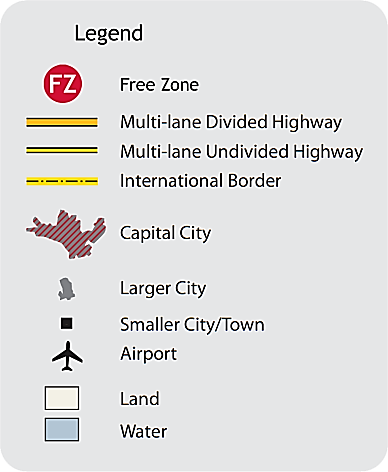 Legend
FZ Free Zone
Multi-lane Divided Highway
Multi-lane Undivided Highway
International Border
Capital City
Larger City
Smaller City/Town
Airport
Land
Water